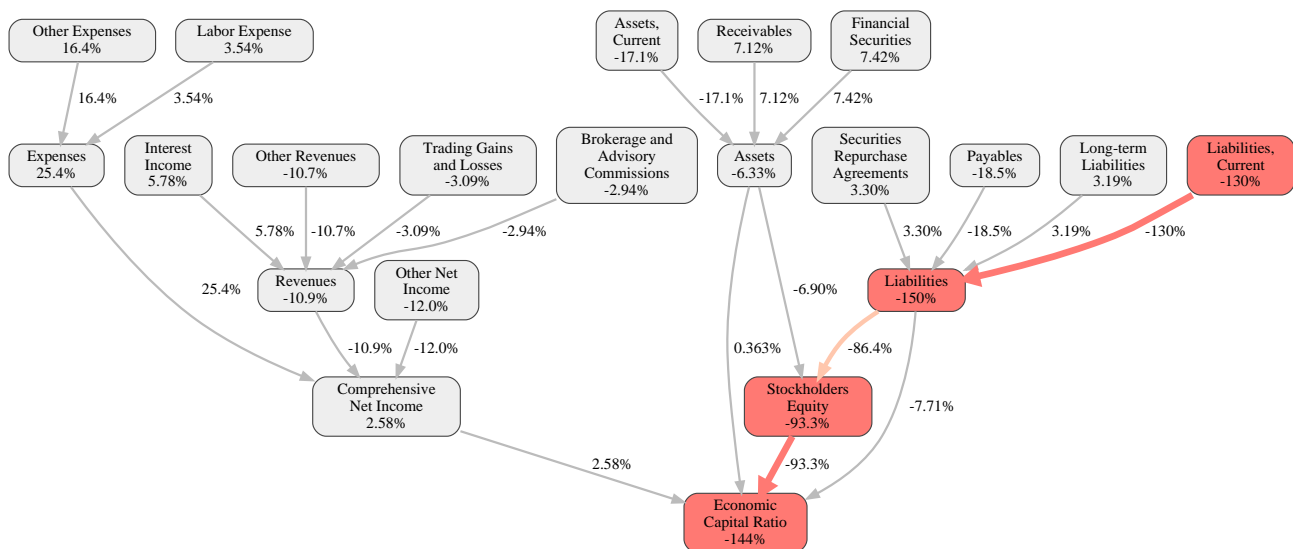 Other Expenses
16.4%
Labor Expense
3.54%
Assets,
Current
-17.1%
Receivables
7.12%
Financial
Securities
7.42%
16.4%
3.54%
-17.1%
7.12%
7.42%
Expenses
25.4%
Interest
Income
5.78%
Other Revenues
-10.7%
Trading Gains
and Losses
-3.09%
Brokerage and
Advisory
Commissions
-2.94%
Assets
-6.33%
Securities
Repurchase
Agreements
3.30%
Payables
-18.5%
Long-term
Liabilities
3.19%
Liabilities,
Current
-130%
5.78%
-10.7%
-3.09%
-2.94%
3.30%
-18.5%
3.19%
-130%
25.4%
Revenues
-10.9%
Other Net
Income
-12.0%
-6.90%
Liabilities
-150%
-10.9%
-12.0%
0.363%
-86.4%
Comprehensive
Net Income
2.58%
Stockholders
Equity
-93.3%
-7.71%
2.58%
-93.3%
Economic
Capital Ratio
-144%